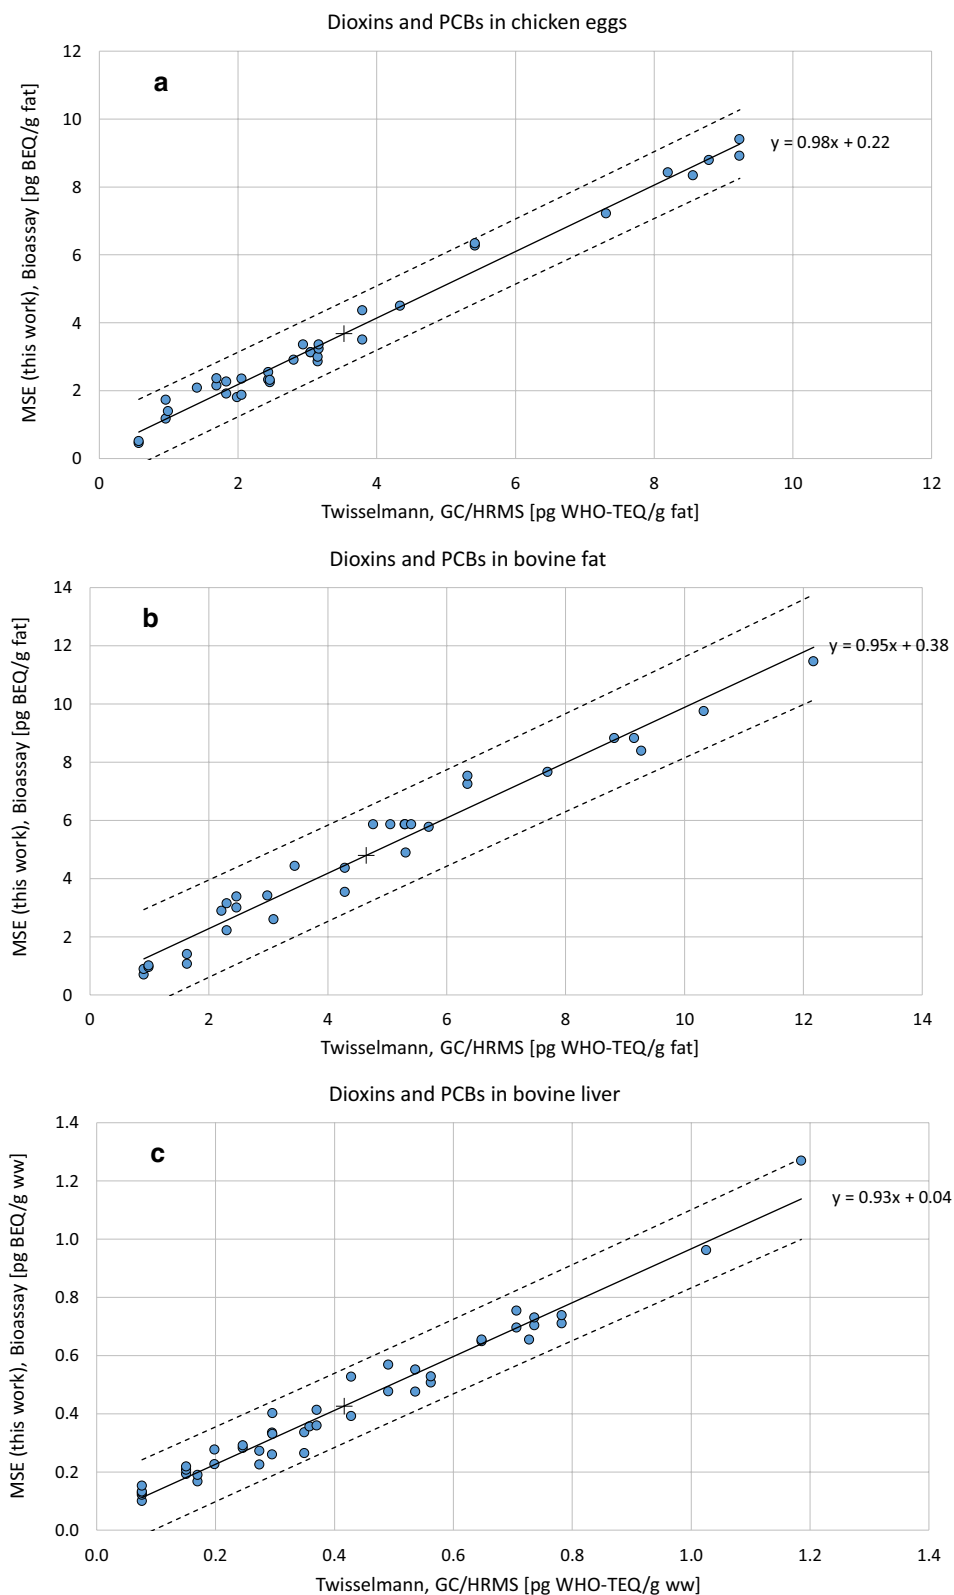 Dioxins and PCBs in chicken eggs
a
MSE (this work), Bioassay [pg BEQ/g fat]
12
10
8
6
4
2
0
y = 0.98x + 0.22
0 2 4 6 8 10 12
Twisselmann, GC/HRMS [pg WHO-TEQ/g fat]
Dioxins and PCBs in bovine fat
b
MSE (this work), Bioassay [pg BEQ/g fat]
14
12
10
8
6
4
2
0
y = 0.95x + 0.38
0 2 4 6 8 10 12 14
Twisselmann, GC/HRMS [pg WHO-TEQ/g fat]
Dioxins and PCBs in bovine liver
c
MSE (this work), Bioassay [pg BEQ/g ww]
1.4
1.2
1.0
0.8
0.6
0.4
0.2
0.0
y = 0.93x + 0.04
0.0 0.2 0.4 0.6 0.8 1.0 1.2 1.4
Twisselmann, GC/HRMS [pg WHO-TEQ/g ww]